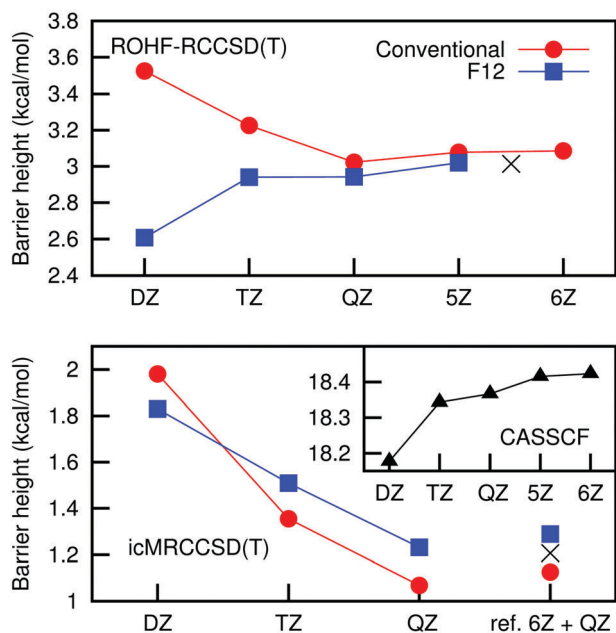 3.8
3.6
3.4
3.2
3
2.8
2.6
2.4
Barrier height (kcal/mol)
ROHF-RCCSD(T)
Conventional
F12
DZ TZ QZ 5Z 6Z
2
1.8
1.6
1.4
1.2
1
Barrier height (kcal/mol)
icMRCCSD(T)
18.4
18.3
18.2
CASSCF
DZ TZ QZ 5Z 6Z
DZ TZ QZ ref. 6Z + QZ